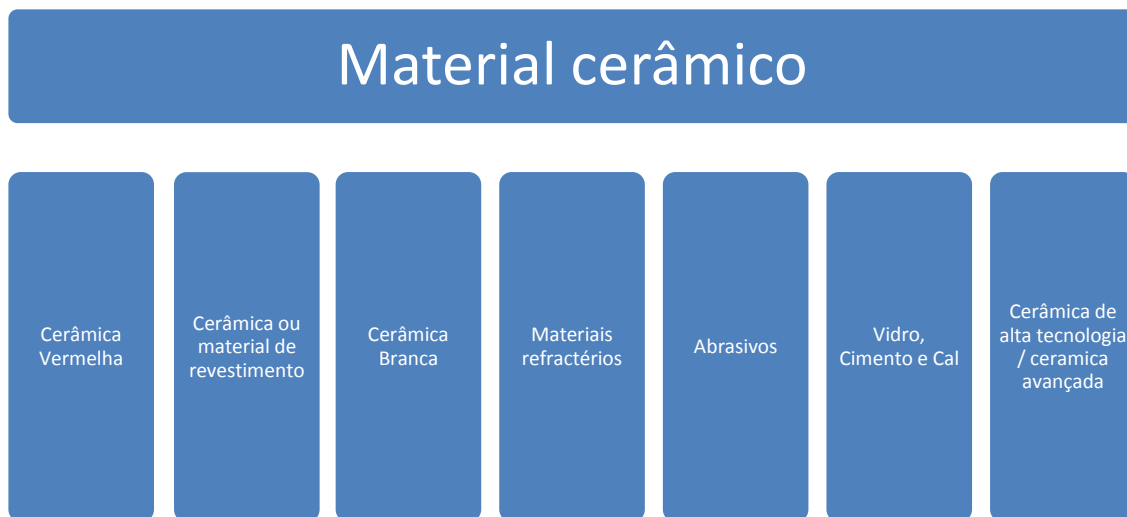 Material cerâmico
Cerâmica
Vermelha
Cerâmica ou
material de
revestimento
Cerâmica
Branca
Materiais
refractérios
Abrasivos
Vidro,
Cimento e Cal
Cerâmica de
alta tecnologia
/ ceramica
avançada